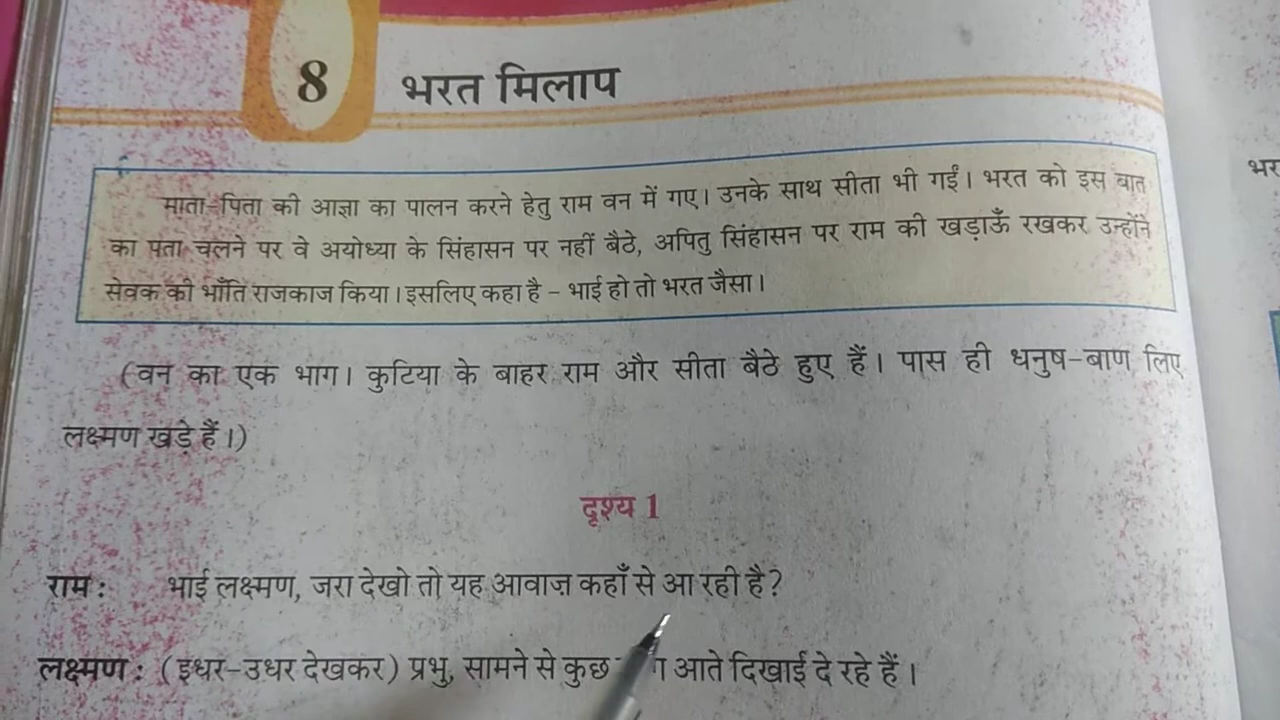 8 भरत मिलाप
माता-पिता की आज्ञा का पालन करने हेतु राम वन में गए। उनके साथ सीता भी गईं। भरत को इस बात
का पता चलने पर वे अयोध्या के सिंहासन पर नहीं बैठे, अपितु सिंहासन पर राम की खड़ाऊँ रखकर उन्होंने
सेवक की भाँति राजकाज किया। इसलिए कहा है – भाई हो तो भरत जैसा।
(वन का एक भाग। कुटिया के बाहर राम और सीता बैठे हुए हैं। पास ही धनुष-बाण लिए
लक्ष्मण खड़े हैं।)
दृश्य 1
राम : भाई लक्ष्मण, जरा देखो तो यह आवाज़ कहाँ से आ रही है?
लक्ष्मण : (इधर-उधर देखकर) प्रभु, सामने से कुछ आते दिखाई दे रहे हैं।
भर